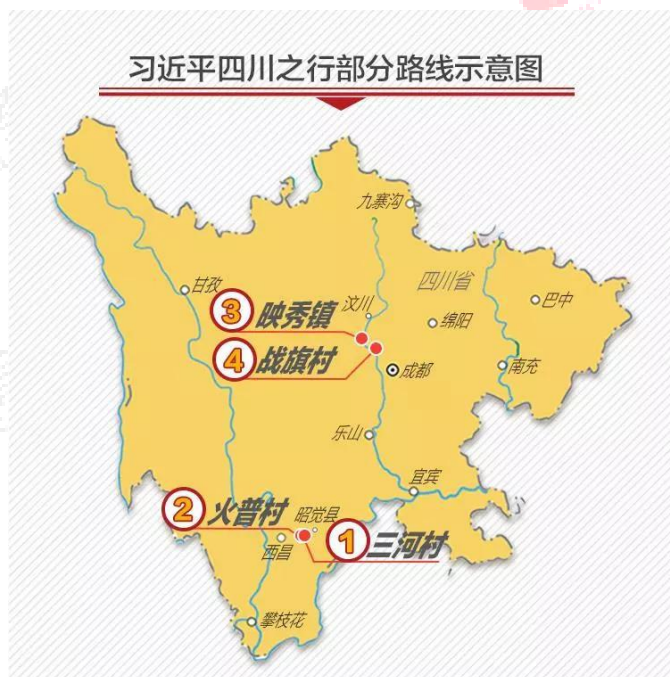 习近平四川之行部分路线示意图
九寨沟
四川省
甘孜
汶川
巴中
3 映秀镇
绵阳
4 战旗村
成都
南充
乐山
宜宾
2 火普村
昭觉县
1 三河村
西昌
攀枝花